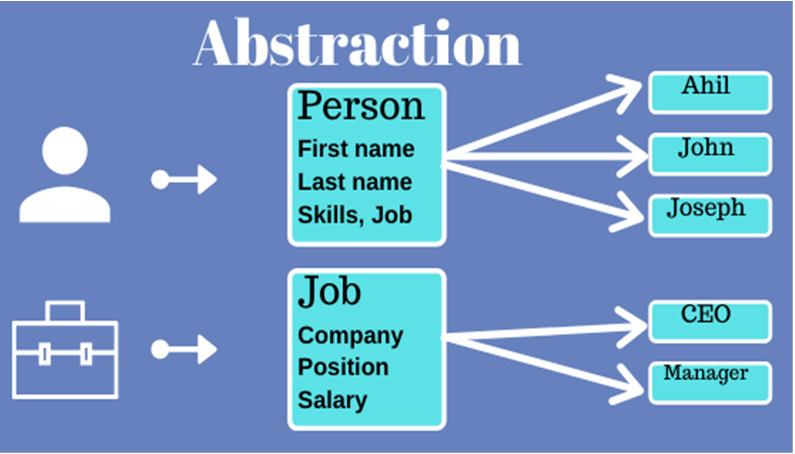 Abstraction
Person
First name
Last name
Skills, Job
Ahil
John
Joseph
Job
Company
Position
Salary
CEO
Manager